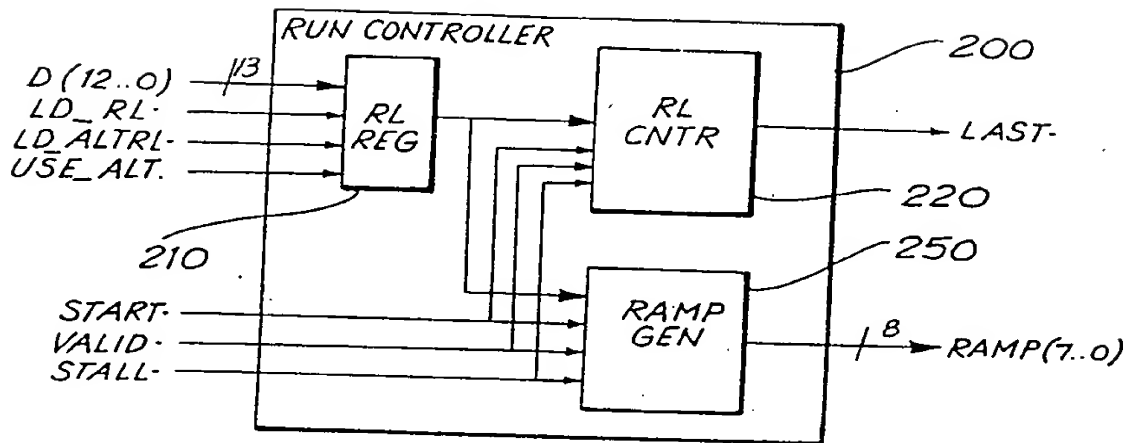 RUN CONTROLLER
200
D(12..0)
13
LD_RL-
LD_ALTRL-
USE_ALT.
RL
REG
RL
CNTR
LAST-
210
220
250
START-
VALID-
STALL-
RAMP
GEN
8
RAMP(7..0)